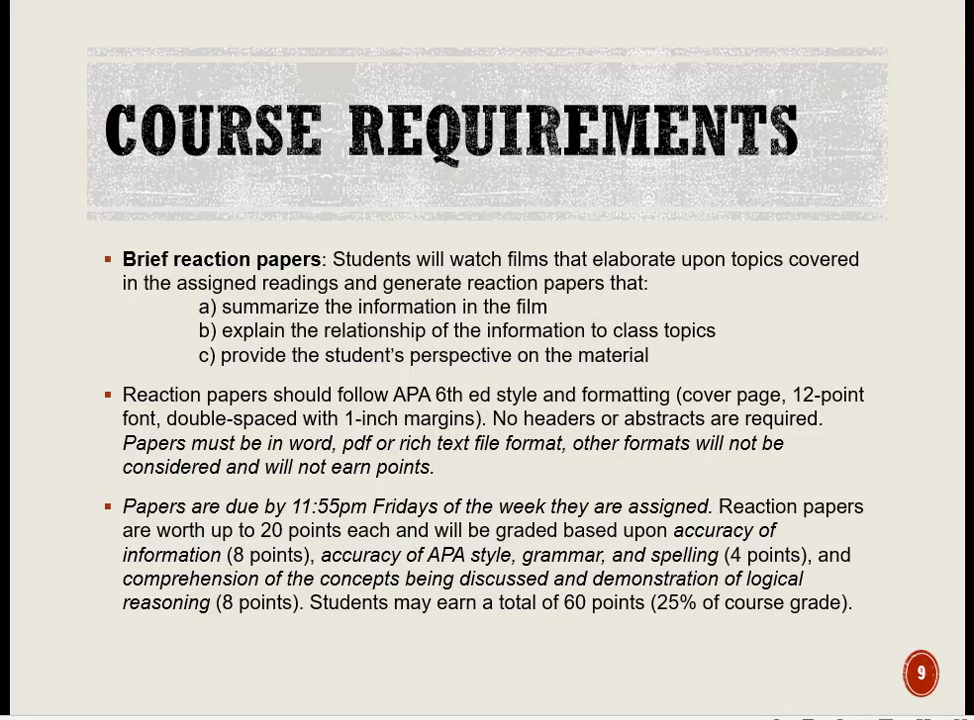 COURSE REQUIREMENTS
▪ Brief reaction papers: Students will watch films that elaborate upon topics covered
in the assigned readings and generate reaction papers that:
a) summarize the information in the film
b) explain the relationship of the information to class topics
c) provide the student's perspective on the material
▪ Reaction papers should follow APA 6th ed style and formatting (cover page, 12-point
font, double-spaced with 1-inch margins). No headers or abstracts are required.
Papers must be in word, pdf or rich text file format, other formats will not be
considered and will not earn points.
▪ Papers are due by 11:55pm Fridays of the week they are assigned. Reaction papers
are worth up to 20 points each and will be graded based upon accuracy of
information (8 points), accuracy of APA style, grammar, and spelling (4 points), and
comprehension of the concepts being discussed and demonstration of logical
reasoning (8 points). Students may earn a total of 60 points (25% of course grade).
9